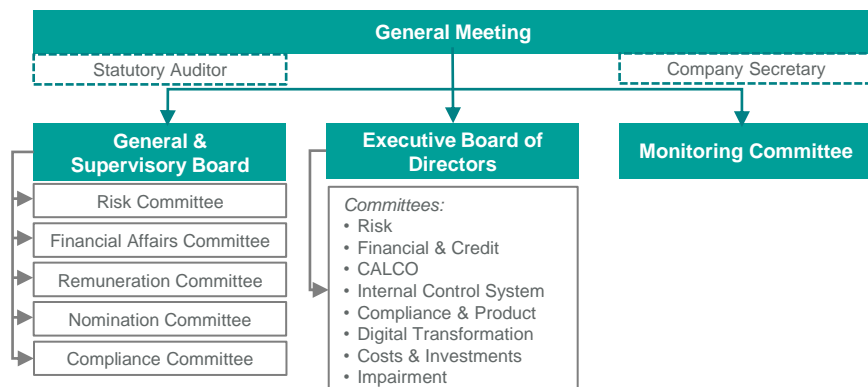 General Meeting
Statutory Auditor
Company Secretary
General &
Supervisory Board
Risk Committee
Financial Affairs Committee
Remuneration Committee
Nomination Committee
Compliance Committee
Executive Board of
Directors
Committees:
• Risk
• Financial & Credit
• CALCO
• Internal Control System
• Compliance & Product
• Digital Transformation
• Costs & Investments
• Impairment
Monitoring Committee